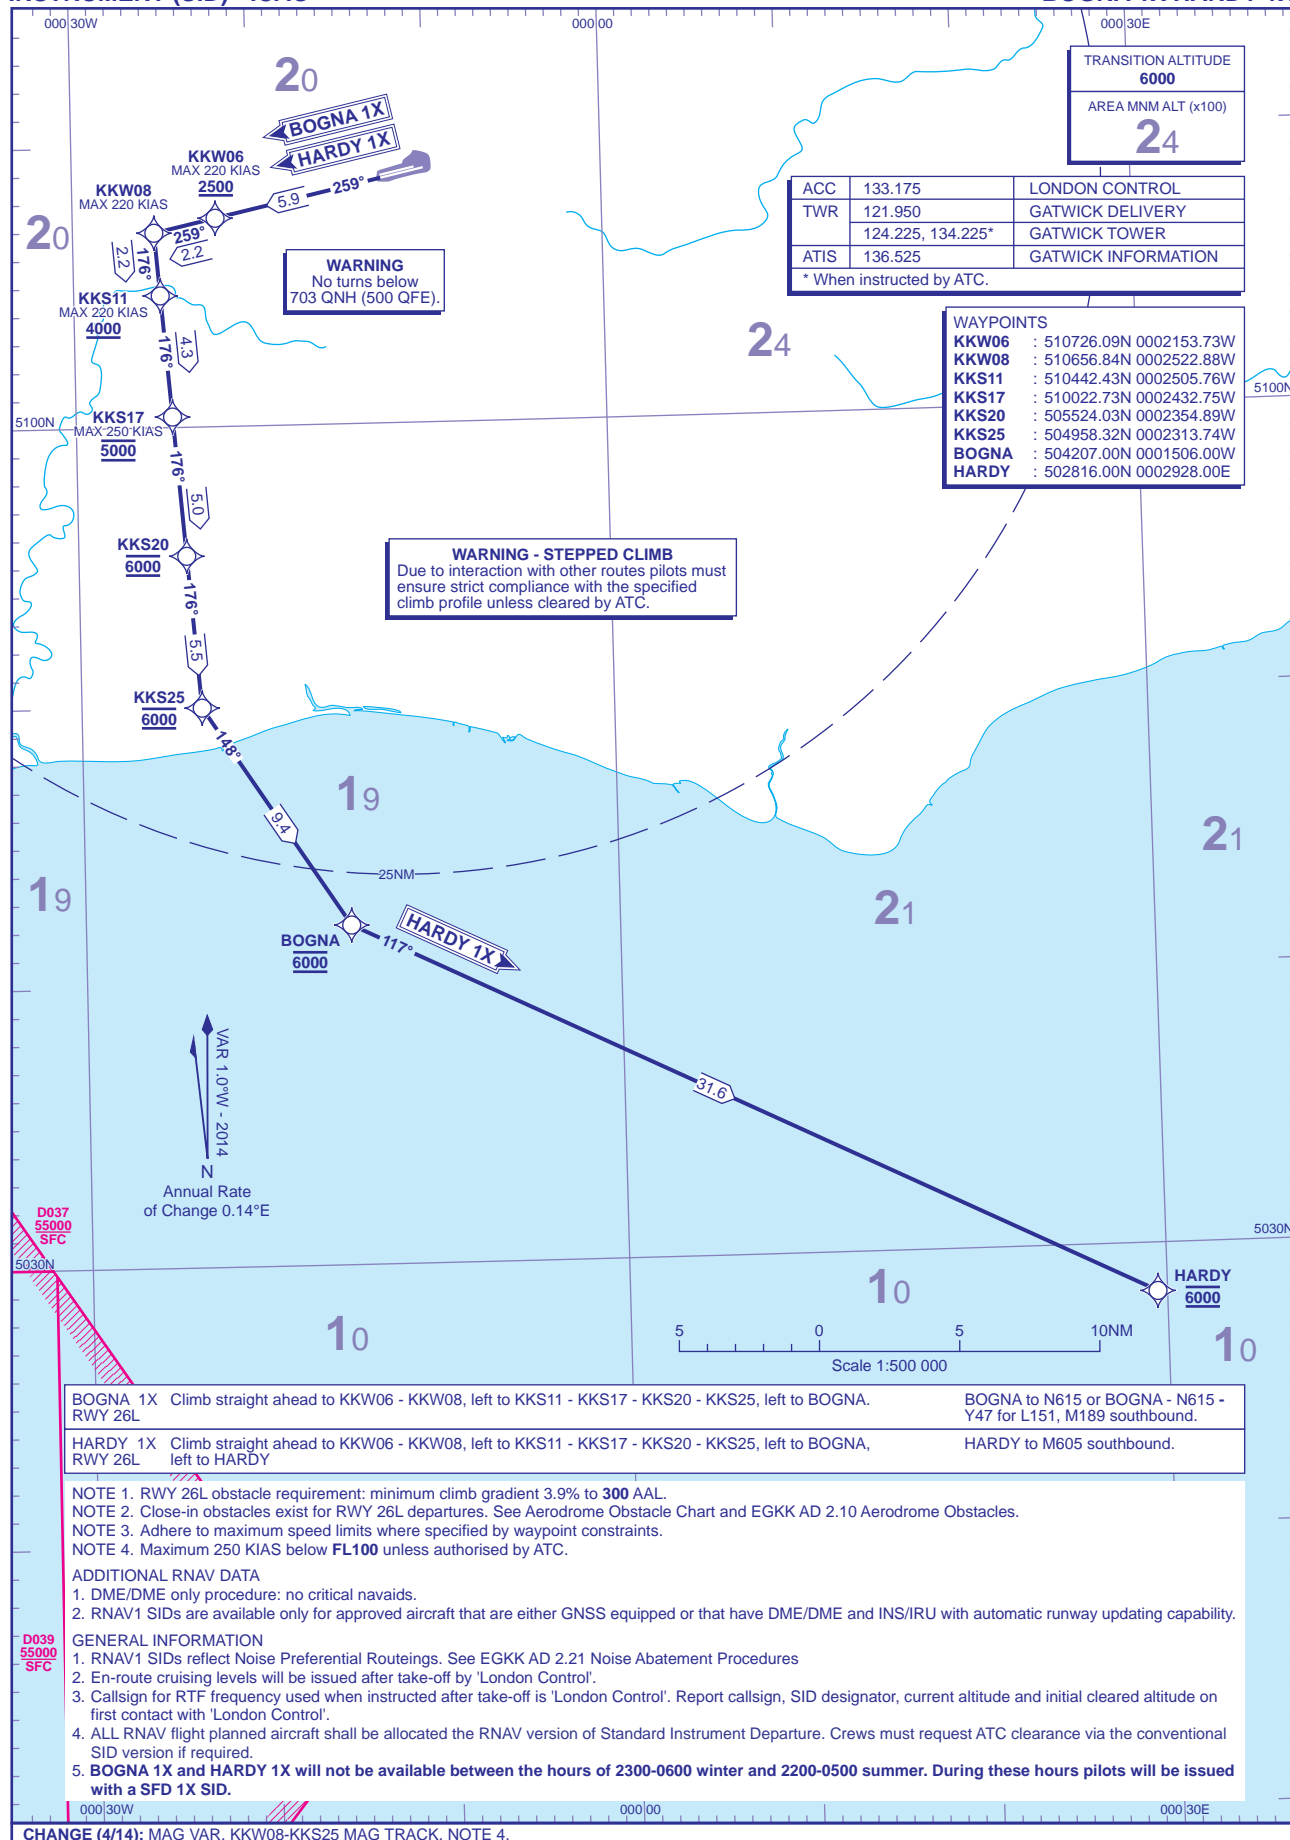 000 30W
000 00
000 30E
TRANSITION ALTITUDE
6000
AREA MNM ALT (x100)
24
20
BOGNA 1X
HARDY 1X
KKW06
MAX 220 KIAS
2500
KKW08
MAX 220 KIAS
259°
5.9
259°
2.2
20
2.2
176°
WARNING
No turns below
703 QNH (500 QFE).
ACC 133.175 LONDON CONTROL
TWR 121.950 GATWICK DELIVERY
124.225, 134.225* GATWICK TOWER
ATIS 136.525 GATWICK INFORMATION
* When instructed by ATC.
KKS11
MAX 220 KIAS
4000
176°
4.3
24
WAYPOINTS
KKW06 : 510726.09N 0002153.73W
KKW08 : 510656.84N 0002522.88W
KKS11 : 510442.43N 0002505.76W
KKS17 : 510022.73N 0002432.75W
KKS20 : 505524.03N 0002354.89W
KKS25 : 504958.32N 0002313.74W
BOGNA : 504207.00N 0001506.00W
HARDY : 502816.00N 0002928.00E
5100N
5100N
KKS17
MAX 250 KIAS
5000
176°
5.0
KKS20
6000
WARNING - STEPPED CLIMB
Due to interaction with other routes pilots must
ensure strict compliance with the specified
climb profile unless cleared by ATC.
176°
5.5
KKS25
6000
148°
9.4
19
25NM
21
19
21
BOGNA
6000
117°
HARDY 1X
31.6
VAR 1.0°W - 2014
N
Annual Rate
of Change 0.14°E
D037
55000
SFC
5030N
5030N
HARDY
6000
10
10
10
5 0 5 10NM
Scale 1:500 000
BOGNA 1X Climb straight ahead to KKW06 - KKW08, left to KKS11 - KKS17 - KKS20 - KKS25, left to BOGNA. BOGNA to N615 or BOGNA - N615 -
RWY 26L Y47 for L151, M189 southbound.
HARDY 1X Climb straight ahead to KKW06 - KKW08, left to KKS11 - KKS17 - KKS20 - KKS25, left to BOGNA, HARDY to M605 southbound.
RWY 26L left to HARDY
NOTE 1. RWY 26L obstacle requirement: minimum climb gradient 3.9% to 300 AAL.
NOTE 2. Close-in obstacles exist for RWY 26L departures. See Aerodrome Obstacle Chart and EGKK AD 2.10 Aerodrome Obstacles.
NOTE 3. Adhere to maximum speed limits where specified by waypoint constraints.
NOTE 4. Maximum 250 KIAS below FL100 unless authorised by ATC.
ADDITIONAL RNAV DATA
1. DME/DME only procedure: no critical navaids.
2. RNAV1 SIDs are available only for approved aircraft that are either GNSS equipped or that have DME/DME and INS/IRU with automatic runway updating capability.
D039
55000
SFC
GENERAL INFORMATION
1. RNAV1 SIDs reflect Noise Preferential Routeings. See EGKK AD 2.21 Noise Abatement Procedures
2. En-route cruising levels will be issued after take-off by 'London Control'.
3. Callsign for RTF frequency used when instructed after take-off is 'London Control'. Report callsign, SID designator, current altitude and initial cleared altitude on
first contact with 'London Control'.
4. ALL RNAV flight planned aircraft shall be allocated the RNAV version of Standard Instrument Departure. Crews must request ATC clearance via the conventional
SID version if required.
5. BOGNA 1X and HARDY 1X will not be available between the hours of 2300-0600 winter and 2200-0500 summer. During these hours pilots will be issued
with a SFD 1X SID.
000 30W
000 00
000 30E
CHANGE (4/14): MAG VAR. KKW08-KKS25 MAG TRACK. NOTE 4.